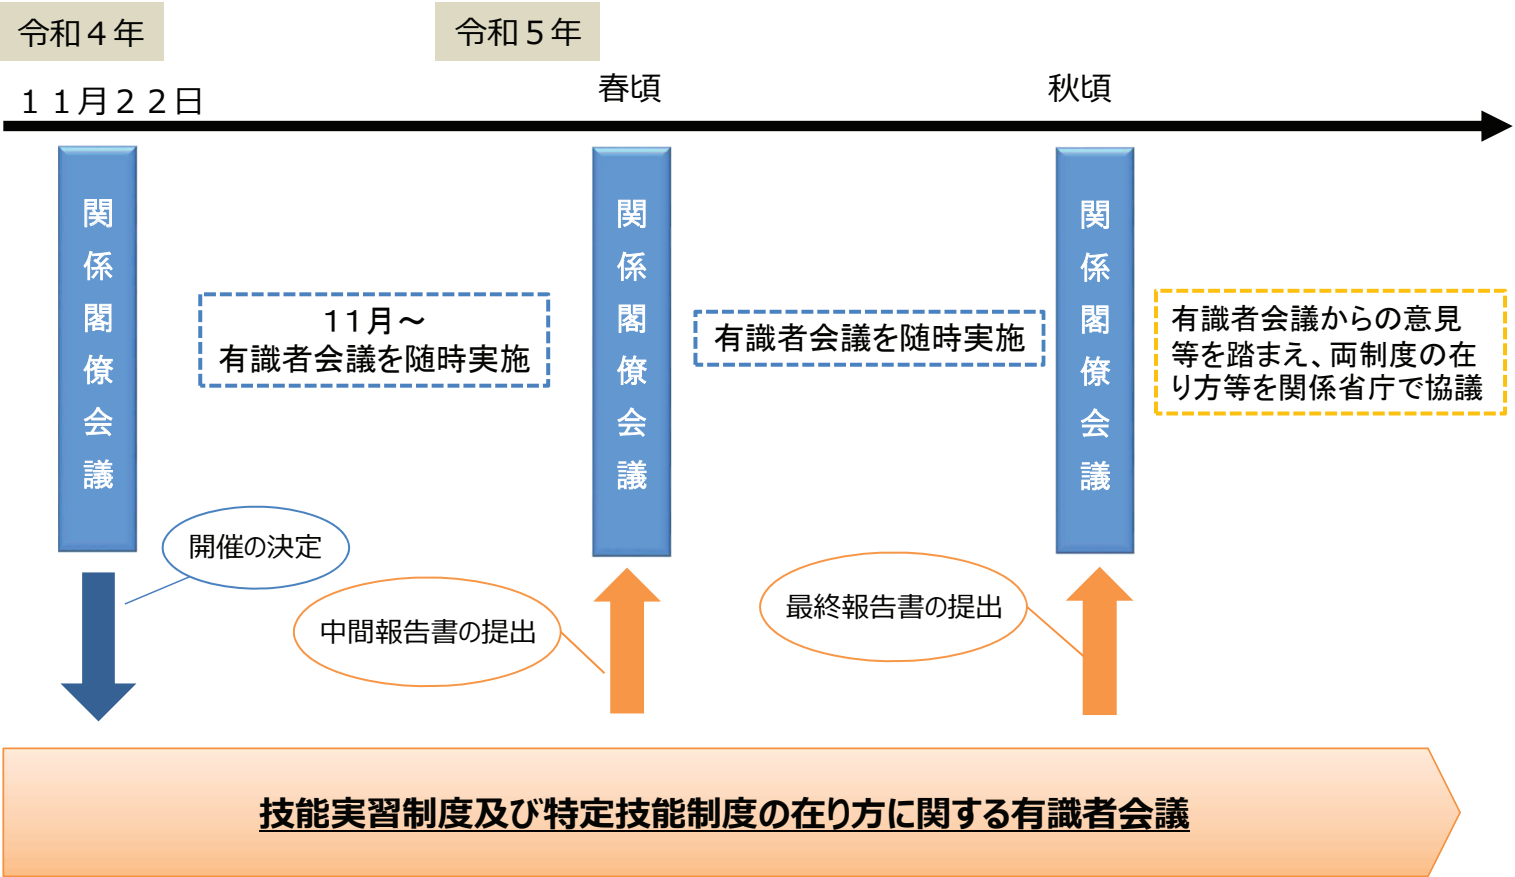 令和４年
令和５年
１１月２２日
春頃
秋頃
関係閣僚会議
関係閣僚会議
関係閣僚会議
11月～
有識者会議を随時実施
有識者会議を随時実施
有識者会議からの意見
等を踏まえ、両制度の在
り方等を関係省庁で協議
開催の決定
中間報告書の提出
最終報告書の提出
技能実習制度及び特定技能制度の在り方に関する有識者会議